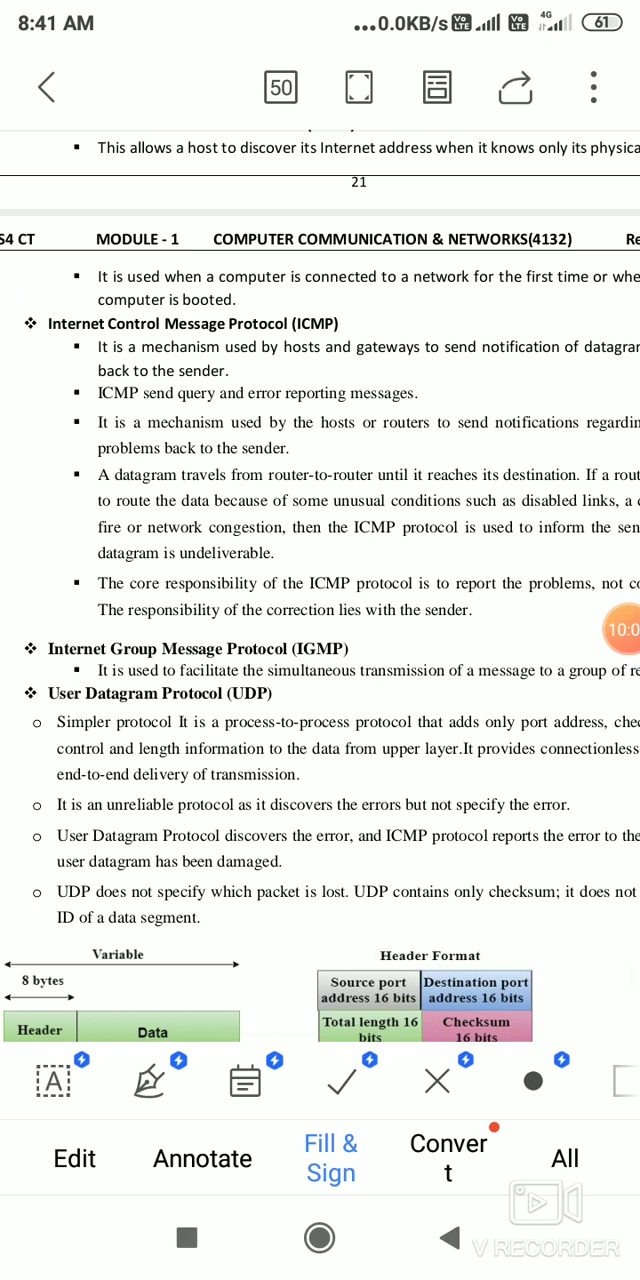 8:41 AM
...0.0KB/s Vo LTE Vo LTE 4G 61
50
▪ This allows a host to discover its Internet address when it knows only its physica
21
S4 CT MODULE - 1 COMPUTER COMMUNICATION & NETWORKS(4132) Re
▪ It is used when a computer is connected to a network for the first time or whe
computer is booted.
❖ Internet Control Message Protocol (ICMP)
▪ It is a mechanism used by hosts and gateways to send notification of datagrar
back to the sender.
▪ ICMP send query and error reporting messages.
▪ It is a mechanism used by the hosts or routers to send notifications regardin
problems back to the sender.
▪ A datagram travels from router-to-router until it reaches its destination. If a rout
to route the data because of some unusual conditions such as disabled links, a d
fire or network congestion, then the ICMP protocol is used to inform the sen
datagram is undeliverable.
▪ The core responsibility of the ICMP protocol is to report the problems, not co
The responsibility of the correction lies with the sender.
10:0
❖ Internet Group Message Protocol (IGMP)
▪ It is used to facilitate the simultaneous transmission of a message to a group of re
❖ User Datagram Protocol (UDP)
o Simpler protocol It is a process-to-process protocol that adds only port address, chec
control and length information to the data from upper layer.It provides connectionless
end-to-end delivery of transmission.
o It is an unreliable protocol as it discovers the errors but not specify the error.
o User Datagram Protocol discovers the error, and ICMP protocol reports the error to the
user datagram has been damaged.
o UDP does not specify which packet is lost. UDP contains only checksum; it does not
ID of a data segment.
Variable
8 bytes
Header Data
Header Format
Source port address 16 bits Destination port address 16 bits
Total length 16 bits Checksum 16 bits
A
Edit Annotate Fill & Sign Convert All
V RECORDER